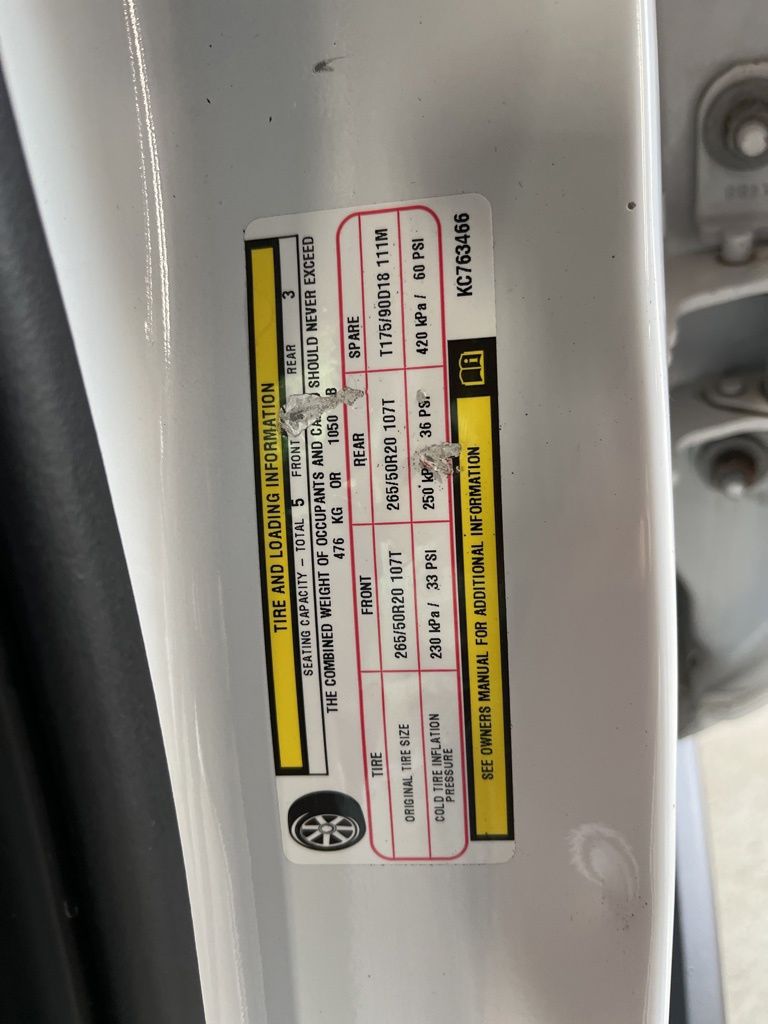 TIRE AND LOADING INFORMATION
SEATING CAPACITY – TOTAL 5 FRONT REAR 3
THE COMBINED WEIGHT OF OCCUPANTS AND SHOULD NEVER EXCEED
476 KG OR 1050
TIRE FRONT REAR SPARE
ORIGINAL TIRE SIZE 265/50R20 107T 265/50R20 107T T175/90D18 111M
COLD TIRE INFLATION PRESSURE 230 kPa / 33 PSI 250 36 PSI 420 kPa / 60 PSI
SEE OWNERS MANUAL FOR ADDITIONAL INFORMATION
KC763466